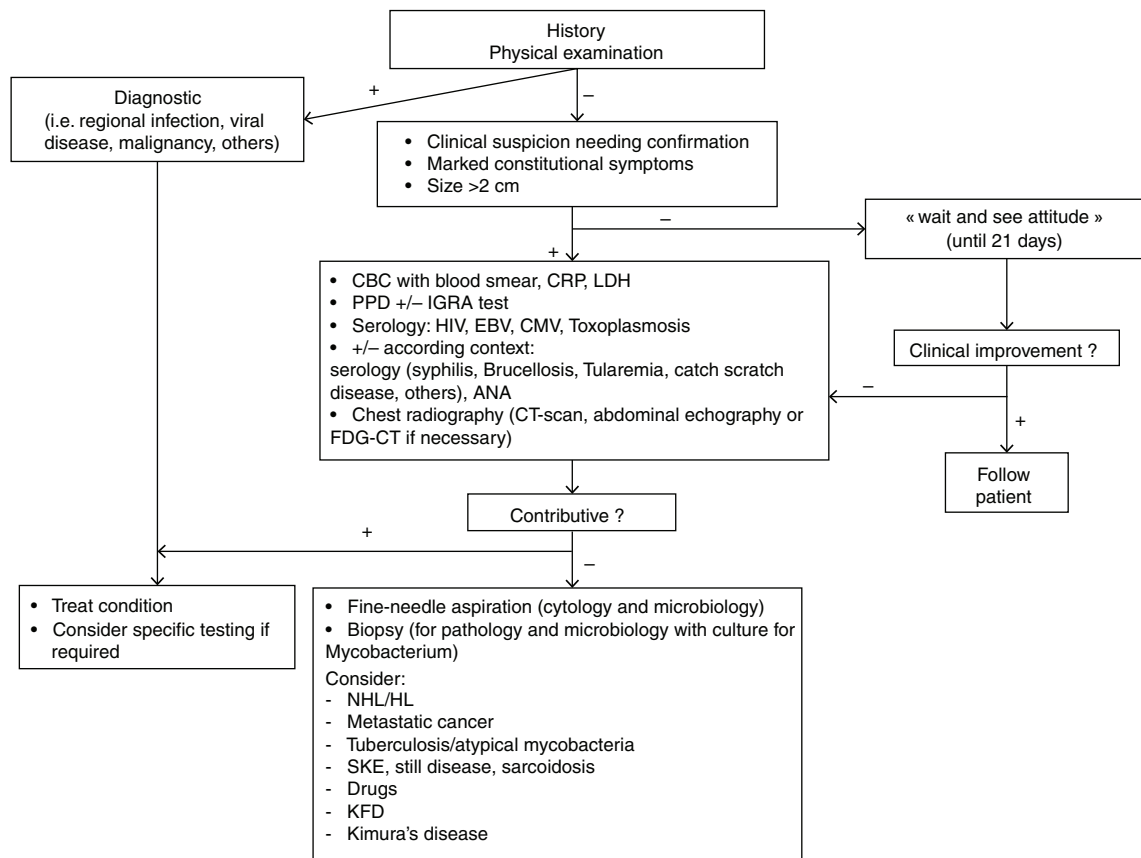 History
Physical examination
+
–
Diagnostic
(i.e. regional infection, viral
disease, malignancy, others)
• Clinical suspicion needing confirmation
• Marked constitutional symptoms
• Size >2 cm
–
+
« wait and see attitude »
(until 21 days)
• CBC with blood smear, CRP, LDH
• PPD +/– IGRA test
• Serology: HIV, EBV, CMV, Toxoplasmosis
• +/– according context:
serology (syphilis, Brucellosis, Tularemia, catch scratch
disease, others), ANA
• Chest radiography (CT-scan, abdominal echography or
FDG-CT if necessary)
Clinical improvement ?
–
+
Follow
patient
Contributive ?
+
–
• Treat condition
• Consider specific testing if
required
• Fine-needle aspiration (cytology and microbiology)
• Biopsy (for pathology and microbiology with culture for
Mycobacterium)
Consider:
- NHL/HL
- Metastatic cancer
- Tuberculosis/atypical mycobacteria
- SKE, still disease, sarcoidosis
- Drugs
- KFD
- Kimura's disease